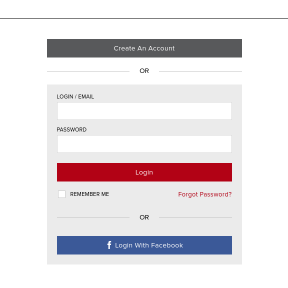 Create An Account
OR
LOGIN / EMAIL
PASSWORD
Login
REMEMBER ME
Forgot Password?
OR
f Login With Facebook